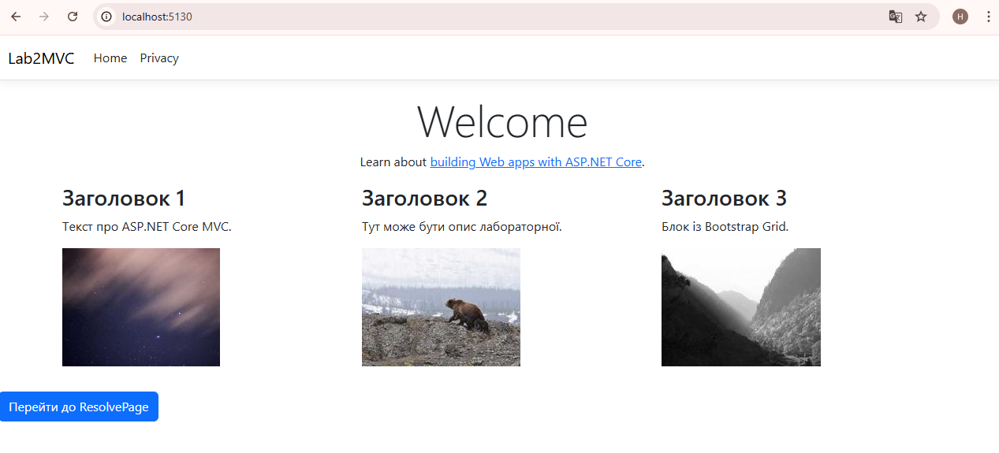 localhost:5130
H
Lab2MVC Home Privacy
Welcome
Learn about building Web apps with ASP.NET Core.
Заголовок 1
Текст про ASP.NET Core MVC.
Заголовок 2
Тут може бути опис лабораторної.
Заголовок 3
Блок із Bootstrap Grid.
Перейти до ResolvePage